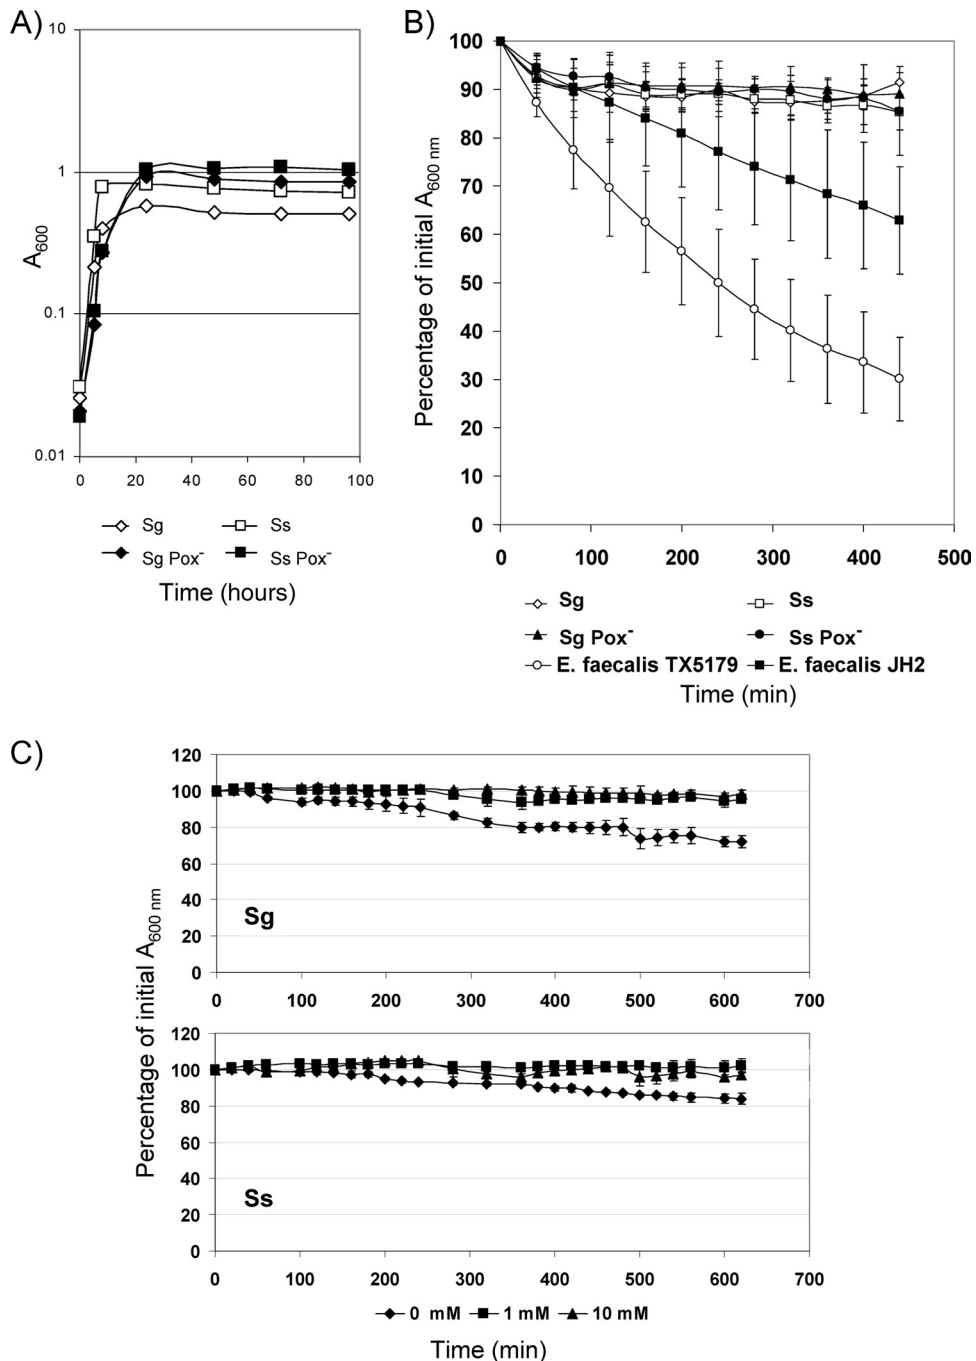 A)
10
1
0.1
0.01
A600
0 20 40 60 80 100
Sg Ss
Sg Pox- Ss Pox-
Time (hours)
B)
100
90
80
70
60
50
40
30
20
10
0
Percentage of initial A600 nm
0 100 200 300 400 500
Sg Ss
Sg Pox- Ss Pox-
E. faecalis TX5179 E. faecalis JH2
Time (min)
C)
Percentage of initial A600 nm
120
100
80
60
40
20
0
Sg
0 100 200 300 400 500 600 700
120
100
80
60
40
20
0
Ss
0 100 200 300 400 500 600 700
0 mM 1 mM 10 mM
Time (min)